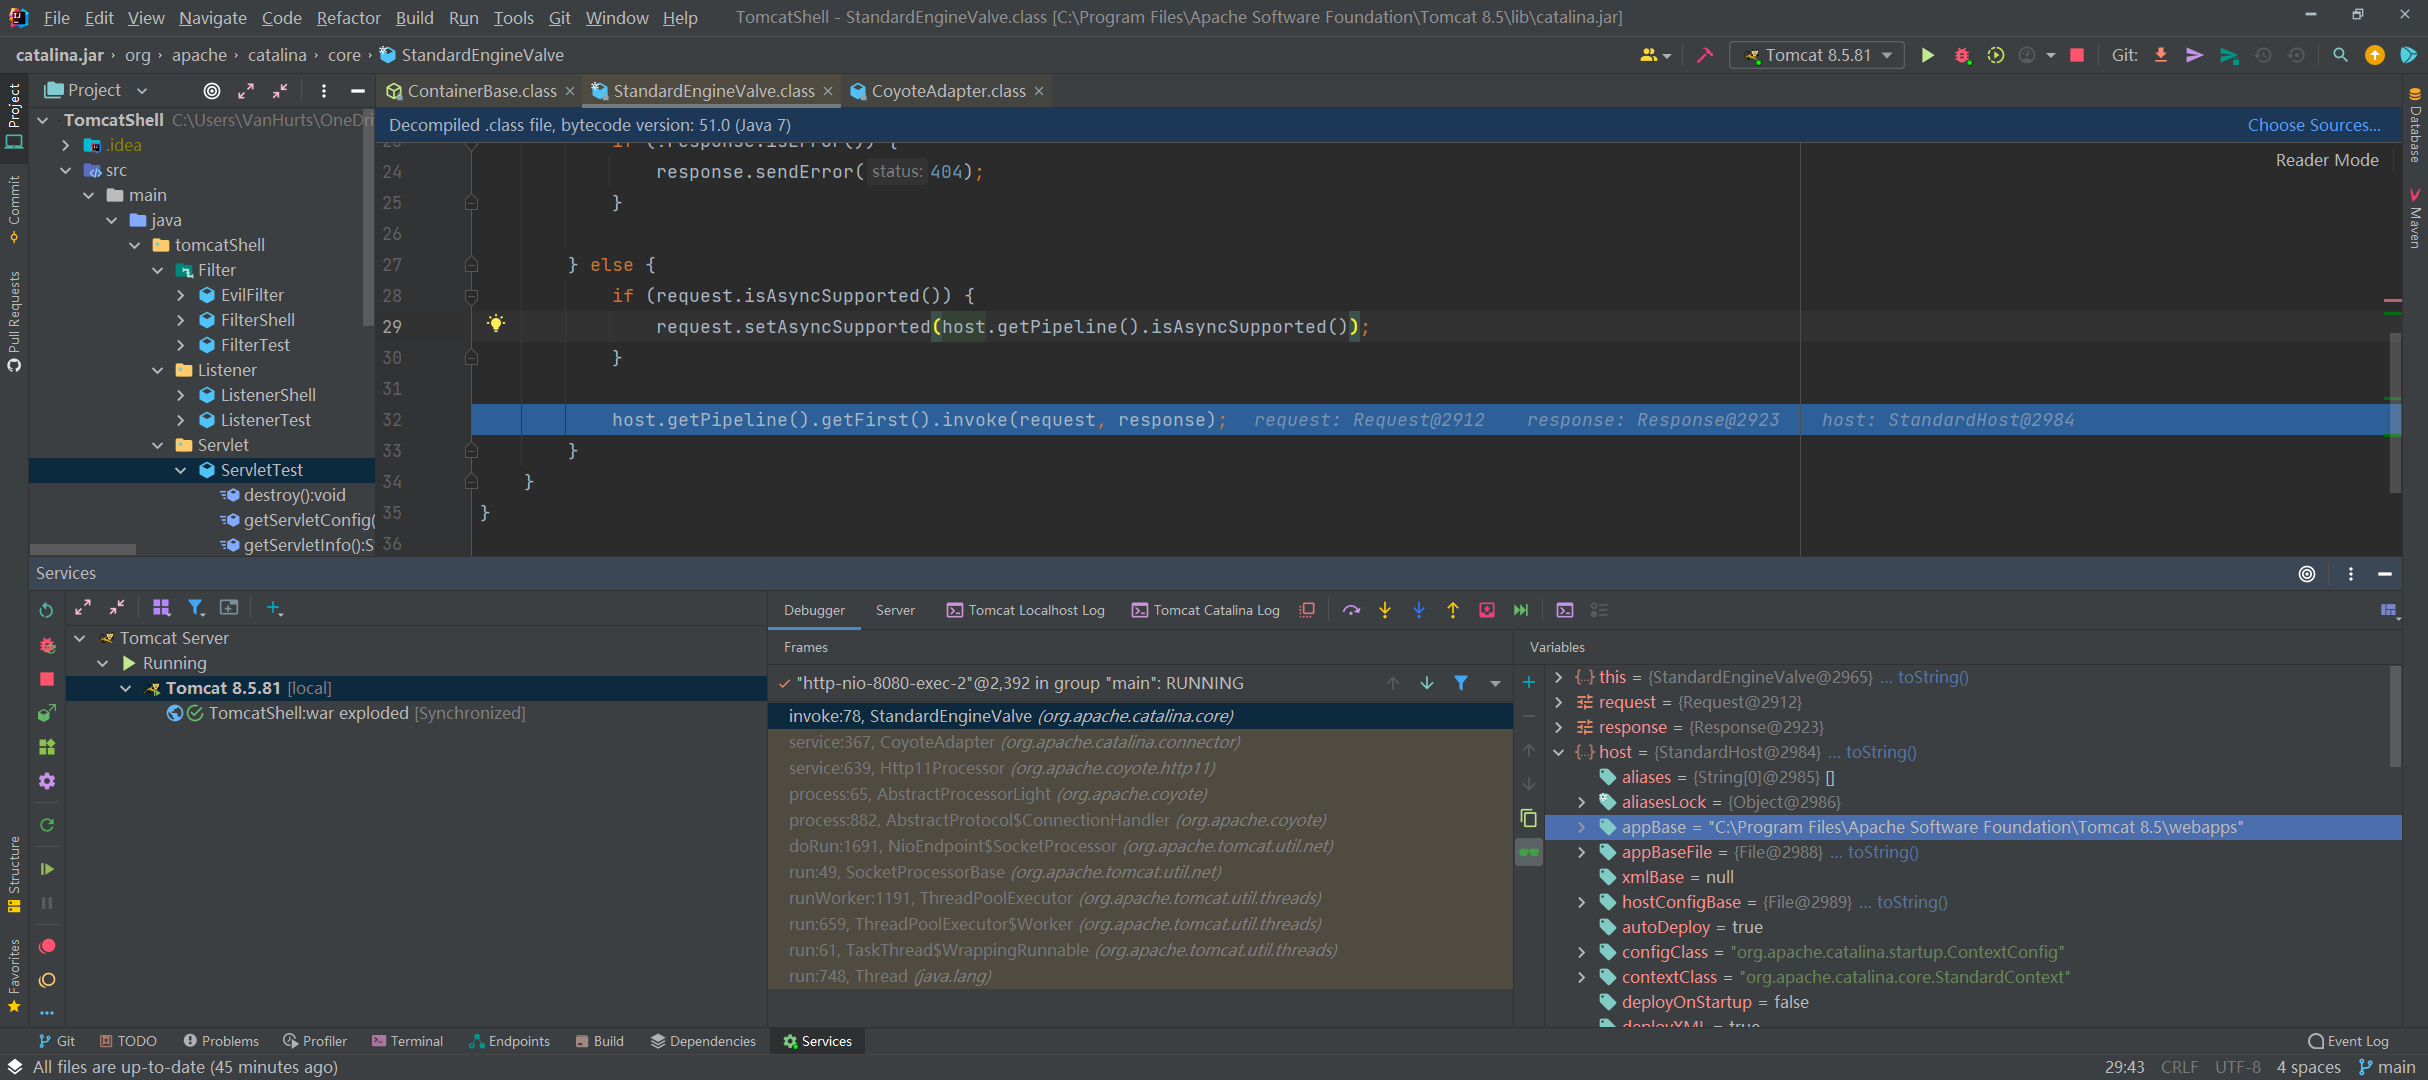 File Edit View Navigate Code Refactor Build Run Tools Git Window Help TomcatShell - StandardEngineValve.class [C:\Program Files\Apache Software Foundation\Tomcat 8.5\lib\catalina.jar]
catalina.jar › org › apache › catalina › core › StandardEngineValve
Tomcat 8.5.81
Git:
Project
ContainerBase.class
StandardEngineValve.class
CoyoteAdapter.class
Project
Commit
Pull Requests
Structure
Favorites
TomcatShell C:\Users\VanHurts\OneDri
.idea
src
main
java
tomcatShell
Filter
EvilFilter
FilterShell
FilterTest
Listener
ListenerShell
ListenerTest
Servlet
ServletTest
destroy():void
getServletConfig(
getServletInfo():S
Decompiled .class file, bytecode version: 51.0 (Java 7)
Choose Sources...
Reader Mode
Database
Maven
23 if (!response.isError()) {
24 response.sendError( status: 404);
25 }
26
27 } else {
28 if (request.isAsyncSupported()) {
29 request.setAsyncSupported(host.getPipeline().isAsyncSupported());
30 }
31
32 host.getPipeline().getFirst().invoke(request, response); request: Request@2912 response: Response@2923 host: StandardHost@2984
33 }
34 }
35 }
36
Services
Tomcat Server
Running
Tomcat 8.5.81 [local]
TomcatShell:war exploded [Synchronized]
Debugger Server Tomcat Localhost Log Tomcat Catalina Log
Frames
"http-nio-8080-exec-2"@2,392 in group "main": RUNNING
invoke:78, StandardEngineValve (org.apache.catalina.core)
service:367, CoyoteAdapter (org.apache.catalina.connector)
service:639, Http11Processor (org.apache.coyote.http11)
process:65, AbstractProcessorLight (org.apache.coyote)
process:882, AbstractProtocol$ConnectionHandler (org.apache.coyote)
doRun:1691, NioEndpoint$SocketProcessor (org.apache.tomcat.util.net)
run:49, SocketProcessorBase (org.apache.tomcat.util.net)
runWorker:1191, ThreadPoolExecutor (org.apache.tomcat.util.threads)
run:659, ThreadPoolExecutor$Worker (org.apache.tomcat.util.threads)
run:61, TaskThread$WrappingRunnable (org.apache.tomcat.util.threads)
run:748, Thread (java.lang)
Variables
this = {StandardEngineValve@2965} ... toString()
request = {Request@2912}
response = {Response@2923}
host = {StandardHost@2984} ... toString()
aliases = {String[0]@2985} []
aliasesLock = {Object@2986}
appBase = "C:\Program Files\Apache Software Foundation\Tomcat 8.5\webapps"
appBaseFile = {File@2988} ... toString()
xmlBase = null
hostConfigBase = {File@2989} ... toString()
autoDeploy = true
configClass = "org.apache.catalina.startup.ContextConfig"
contextClass = "org.apache.catalina.core.StandardContext"
deployOnStartup = false
deployXML = true
Git TODO Problems Profiler Terminal Endpoints Build Dependencies Services Event Log
All files are up-to-date (45 minutes ago) 29:43 CRLF UTF-8 4 spaces main